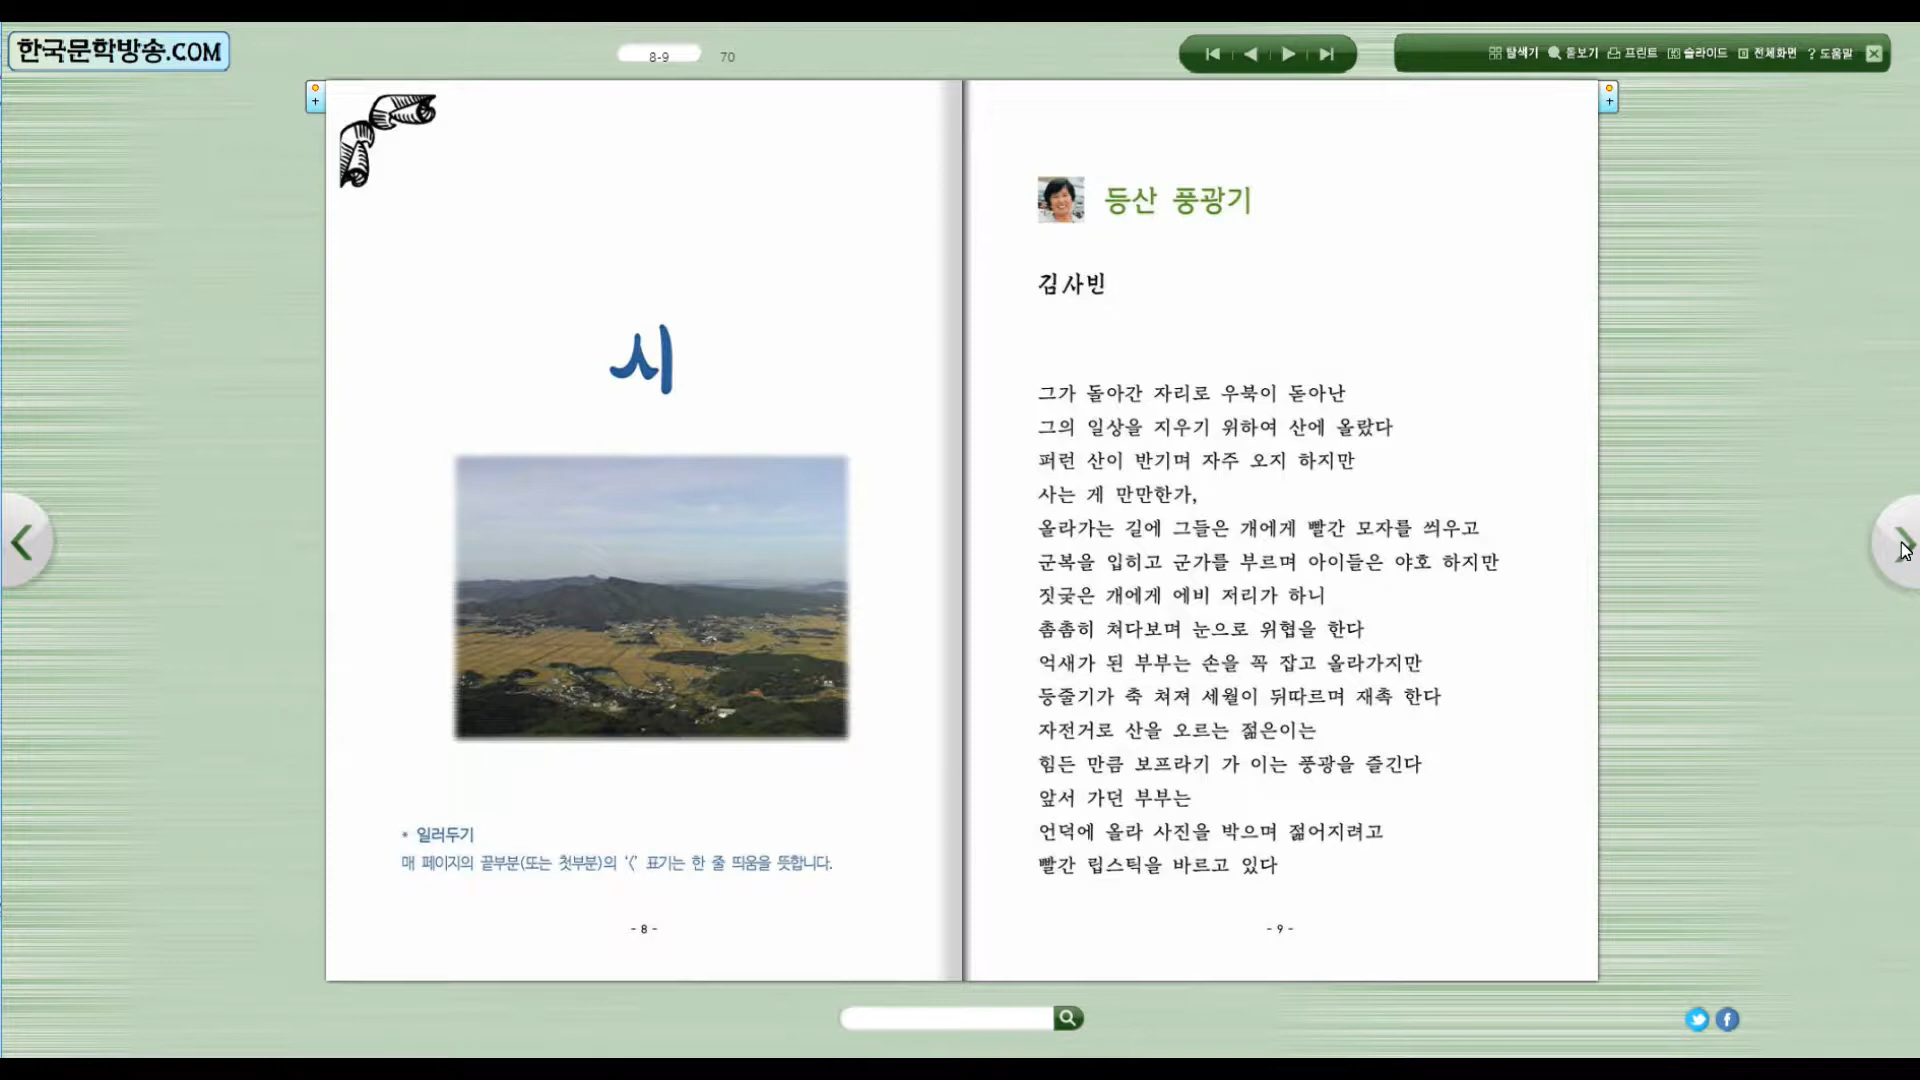 한국문학방송.COM
8-9
70
탐색기 돋보기 프린트 슬라이드 전체화면 ? 도움말
시
• 일러두기
매 페이지의 끝부분(또는 첫부분)의 '〈' 표기는 한 줄 띄움을 뜻합니다.
- 8 -
등산 풍광기
김사빈
그가 돌아간 자리로 우북이 돋아난
그의 일상을 지우기 위하여 산에 올랐다
퍼런 산이 반기며 자주 오지 하지만
사는 게 만만한가,
올라가는 길에 그들은 개에게 빨간 모자를 씌우고
군복을 입히고 군가를 부르며 아이들은 야호 하지만
짓궂은 개에게 에비 저리가 하니
촘촘히 쳐다보며 눈으로 위협을 한다
억새가 된 부부는 손을 꼭 잡고 올라가지만
등줄기가 축 쳐져 세월이 뒤따르며 재촉 한다
자전거로 산을 오르는 젊은이는
힘든 만큼 보프라기 가 이는 풍광을 즐긴다
앞서 가던 부부는
언덕에 올라 사진을 박으며 젊어지려고
빨간 립스틱을 바르고 있다
- 9 -